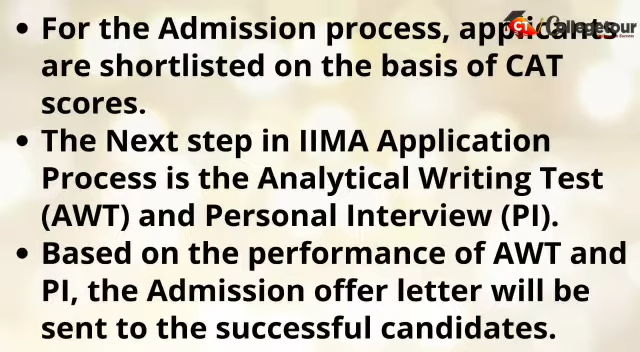 • For the Admission process, applicants
are shortlisted on the basis of CAT
scores.
• The Next step in IIMA Application
Process is the Analytical Writing Test
(AWT) and Personal Interview (PI).
• Based on the performance of AWT and
PI, the Admission offer letter will be
sent to the successful candidates.
CT/Collegetour